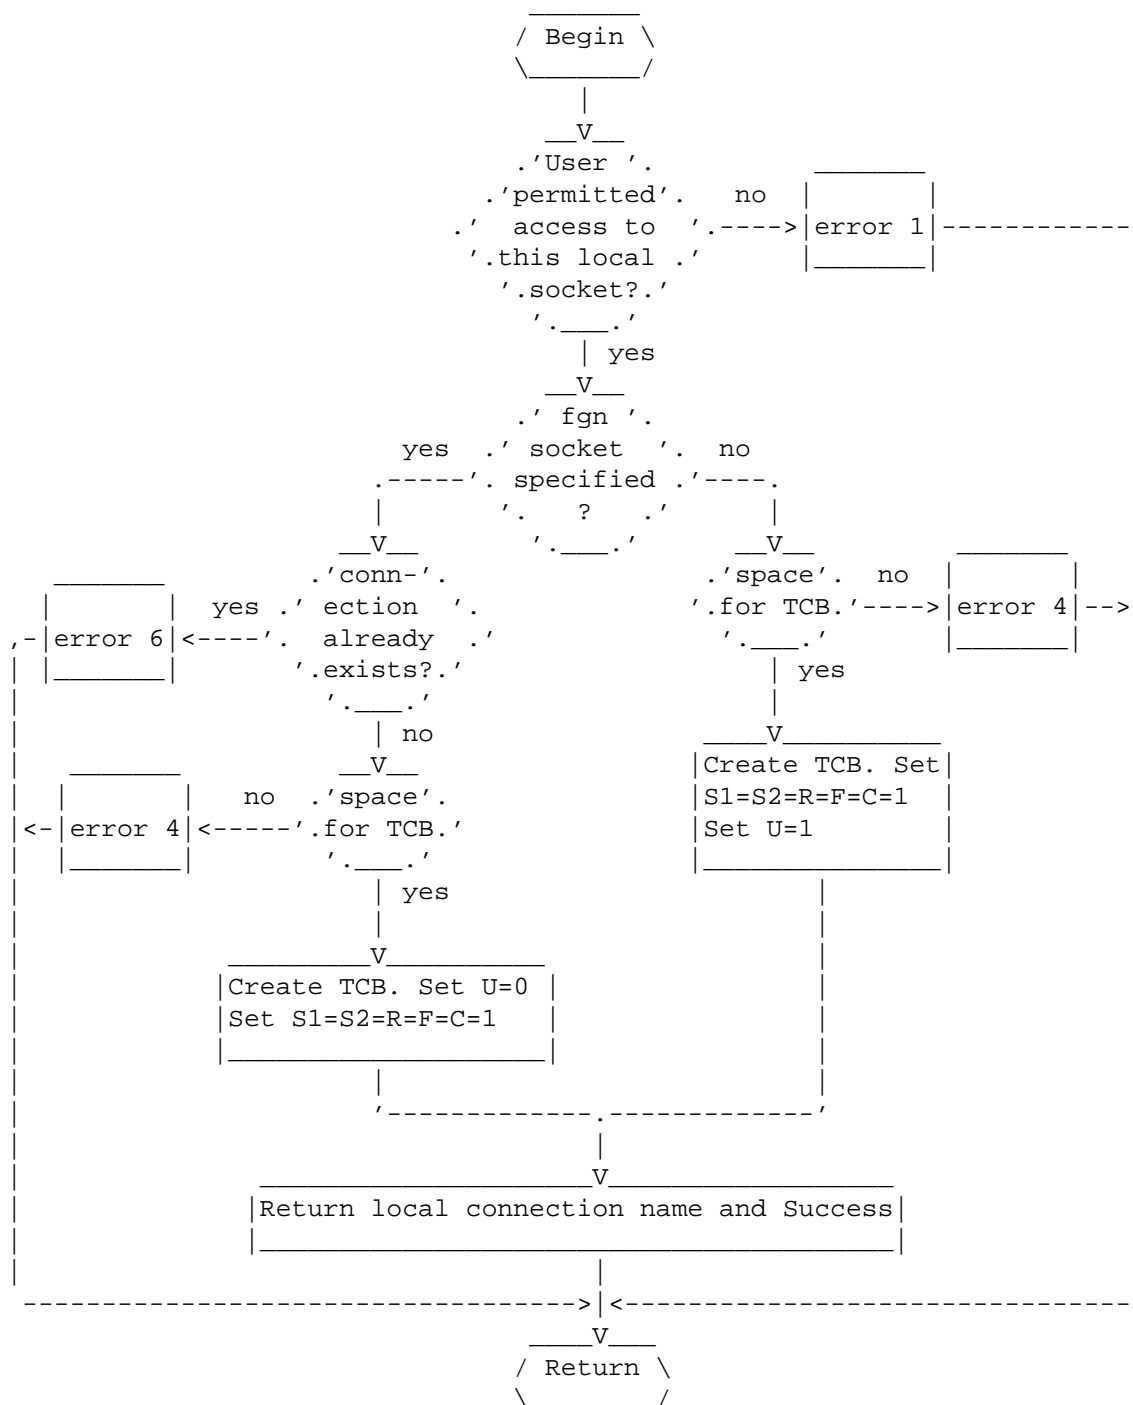 Begin
User
permitted no
access to error 1
this local
socket?
yes
fgn
yes socket no
specified
?
conn- space no
yes ection for TCB. error 4
error 6 already
exists? yes
no
Create TCB. Set
no space S1=S2=R=F=C=1
error 4 for TCB. Set U=1
yes
Create TCB. Set U=0
Set S1=S2=R=F=C=1
Return local connection name and Success
Return